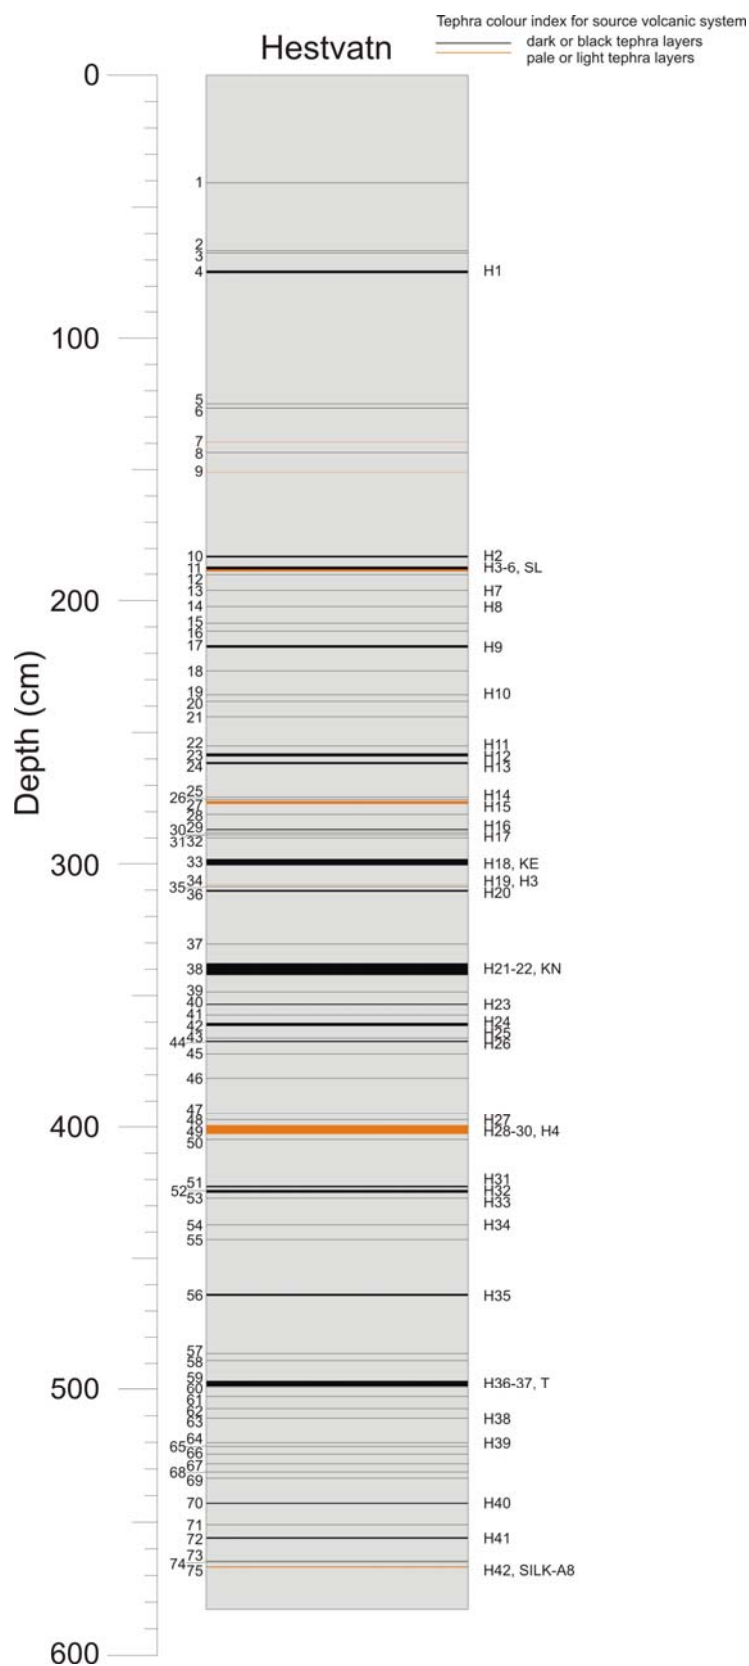 Tephra colour index for source volcanic system
Hestvatn
dark or black tephra layers
pale or light tephra layers
Depth (cm)
0
1
2
3
4 H1
100
5
6
7
8
9
10 H2
11 H3-6, SL
12
13 H7
200
14 H8
15
16
17 H9
18
19 H10
20
21
22 H11
23 H12
24 H13
25
26 H14
27 H15
28
29 H16
30
31 32 H17
300
33 H18, KE
34 H19, H3
35
36 H20
37
38 H21-22, KN
39
40 H23
41
42 H24
43 H25
44 H26
45
46
47
48 H27
400
49 H28-30, H4
50
51 H31
52 H32
53 H33
54 H34
55
56 H35
57
58
59 H36-37, T
500
60
61
62
63 H38
64 H39
65
66
67
68
69
70 H40
71
72 H41
73
74
75 H42, SILK-A8
600